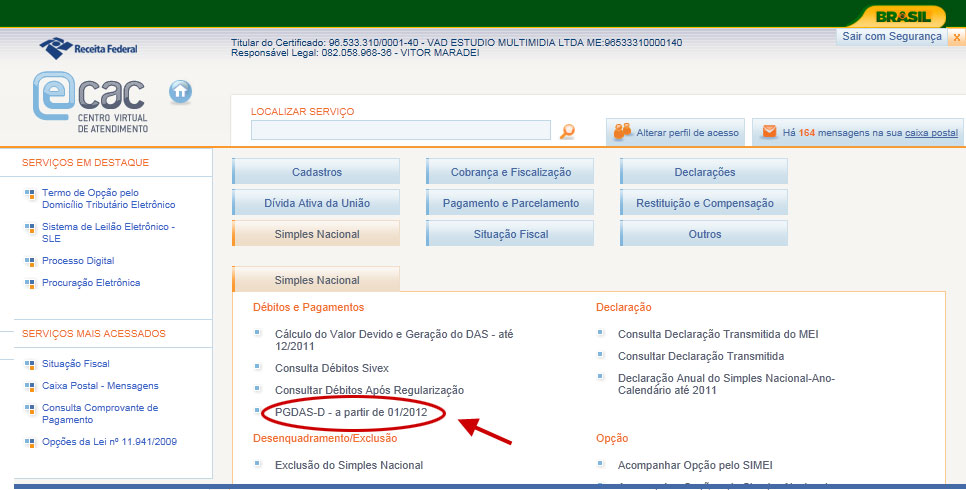 BRASIL
Sair com Segurança x
Receita Federal
Titular do Certificado: 96.533.310/0001-40 - VAD ESTUDIO MULTIMIDIA LTDA ME:96533310000140
Responsável Legal: 082.058.968-36 - VITOR MARADEI
ecac
CENTRO VIRTUAL
DE ATENDIMENTO
LOCALIZAR SERVIÇO
Alterar perfil de acesso
Há 164 mensagens na sua caixa postal
SERVIÇOS EM DESTAQUE
Termo de Opção pelo
Domicílio Tributário Eletrônico
Sistema de Leilão Eletrônico -
SLE
Processo Digital
Procuração Eletrônica
SERVIÇOS MAIS ACESSADOS
Situação Fiscal
Caixa Postal - Mensagens
Consulta Comprovante de
Pagamento
Opções da Lei nº 11.941/2009
Cadastros
Cobrança e Fiscalização
Declarações
Dívida Ativa da União
Pagamento e Parcelamento
Restituição e Compensação
Simples Nacional
Situação Fiscal
Outros
Simples Nacional
Débitos e Pagamentos
Cálculo do Valor Devido e Geração do DAS - até
12/2011
Consulta Débitos Sivex
Consultar Débitos Após Regularização
PGDAS-D - a partir de 01/2012
Desenquadramento/Exclusão
Exclusão do Simples Nacional
Declaração
Consulta Declaração Transmitida do MEI
Consultar Declaração Transmitida
Declaração Anual do Simples Nacional-Ano-
Calendário até 2011
Opção
Acompanhar Opção pelo SIMEI